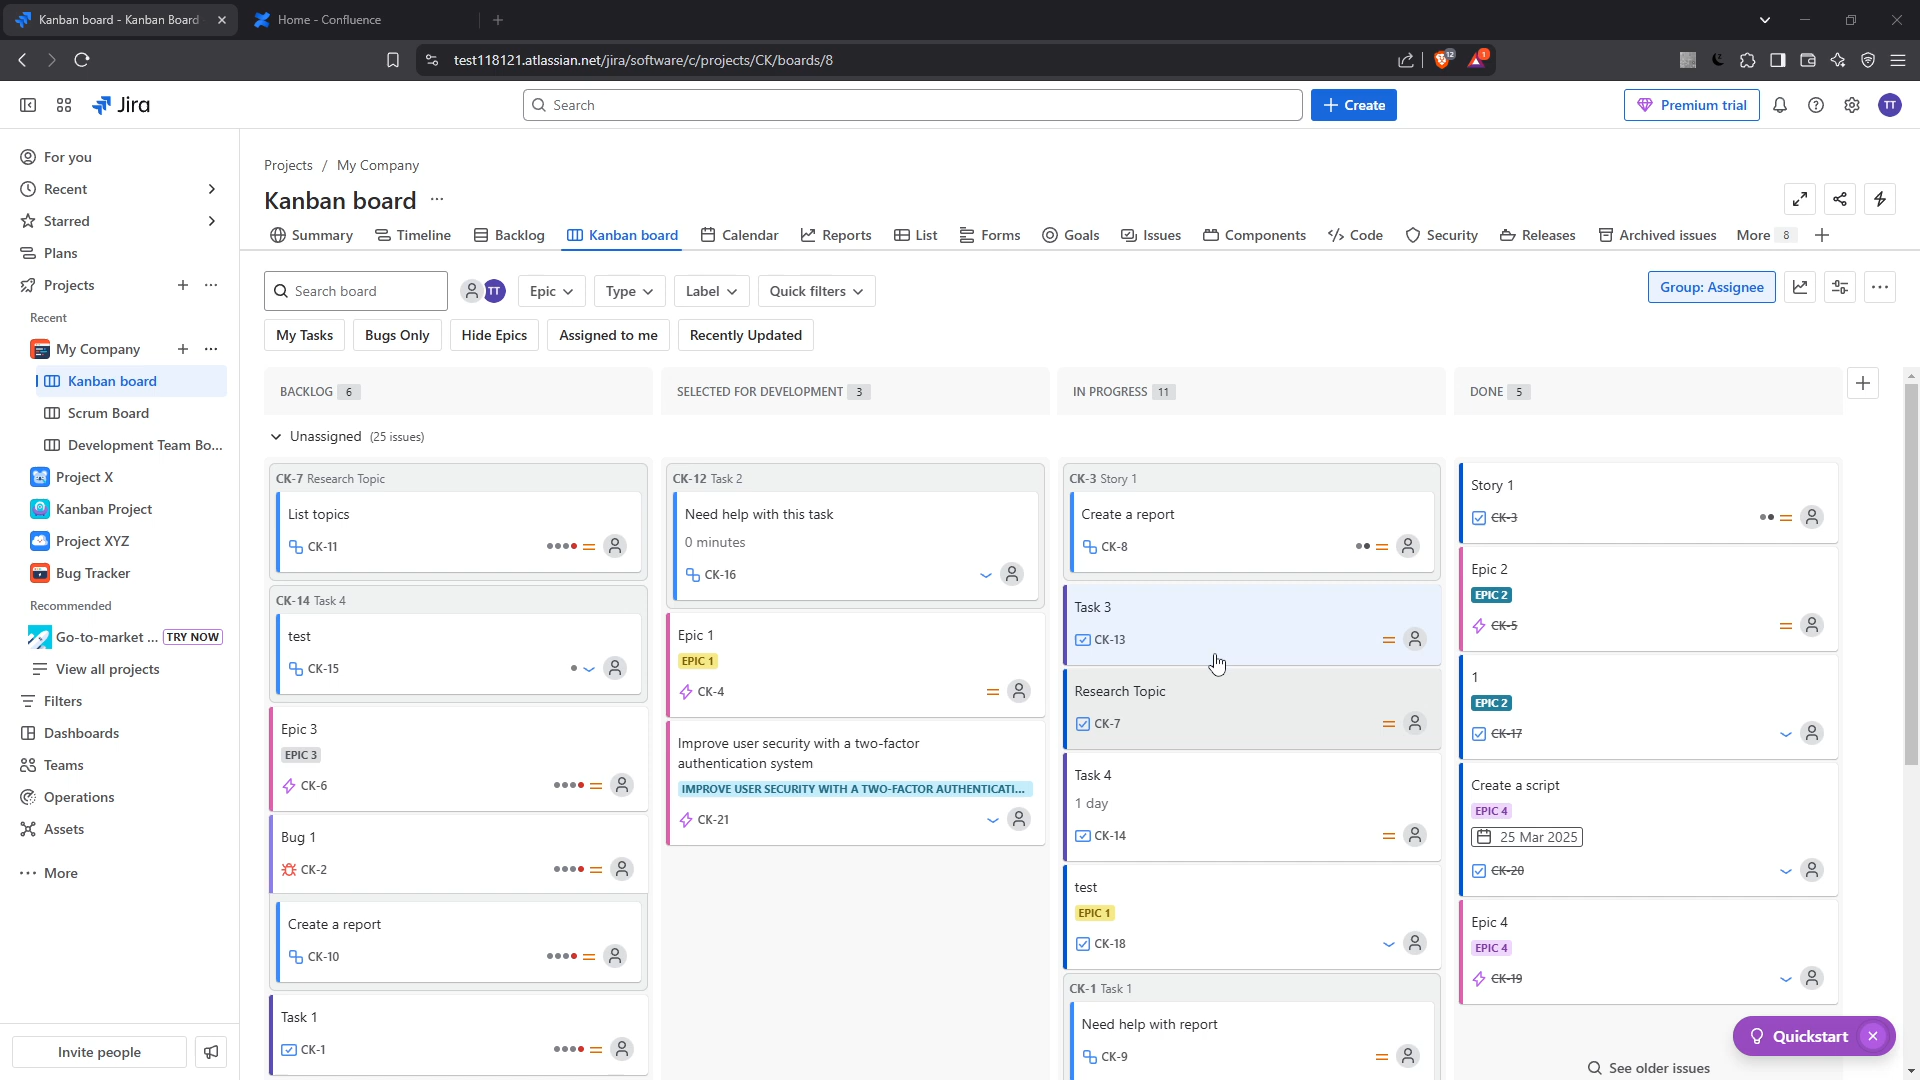 Kanban board - Kanban Board
Home - Confluence
test118121.atlassian.net/jira/software/c/projects/CK/boards/8
12
1
Jira
Search
Create
Premium trial
TT
For you
Recent
Starred
Plans
Projects
Recent
My Company
Kanban board
Scrum Board
Development Team Bo...
Project X
Kanban Project
Project XYZ
Bug Tracker
Recommended
Go-to-market ... TRY NOW
View all projects
Filters
Dashboards
Teams
Operations
Assets
More
Invite people
Projects / My Company
Kanban board
Summary Timeline Backlog Kanban board Calendar Reports List Forms Goals Issues Components Code Security Releases Archived issues More 8
Search board
TT
Epic Type Label Quick filters
Group: Assignee
My Tasks Bugs Only Hide Epics Assigned to me Recently Updated
BACKLOG 6
SELECTED FOR DEVELOPMENT 3
IN PROGRESS 11
DONE 5
Unassigned (25 issues)
CK-7 Research Topic
List topics
CK-11
CK-14 Task 4
test
CK-15
Epic 3
EPIC 3
CK-6
Bug 1
CK-2
Create a report
CK-10
Task 1
CK-1
CK-12 Task 2
Need help with this task
0 minutes
CK-16
Epic 1
EPIC 1
CK-4
Improve user security with a two-factor
authentication system
IMPROVE USER SECURITY WITH A TWO-FACTOR AUTHENTICATI...
CK-21
CK-3 Story 1
Create a report
CK-8
Task 3
CK-13
Research Topic
CK-7
Task 4
1 day
CK-14
test
EPIC 1
CK-18
CK-1 Task 1
Need help with report
CK-9
Story 1
CK-3
Epic 2
EPIC 2
CK-5
1
EPIC 2
CK-17
Create a script
EPIC 4
25 Mar 2025
CK-20
Epic 4
EPIC 4
CK-19
Quickstart
See older issues